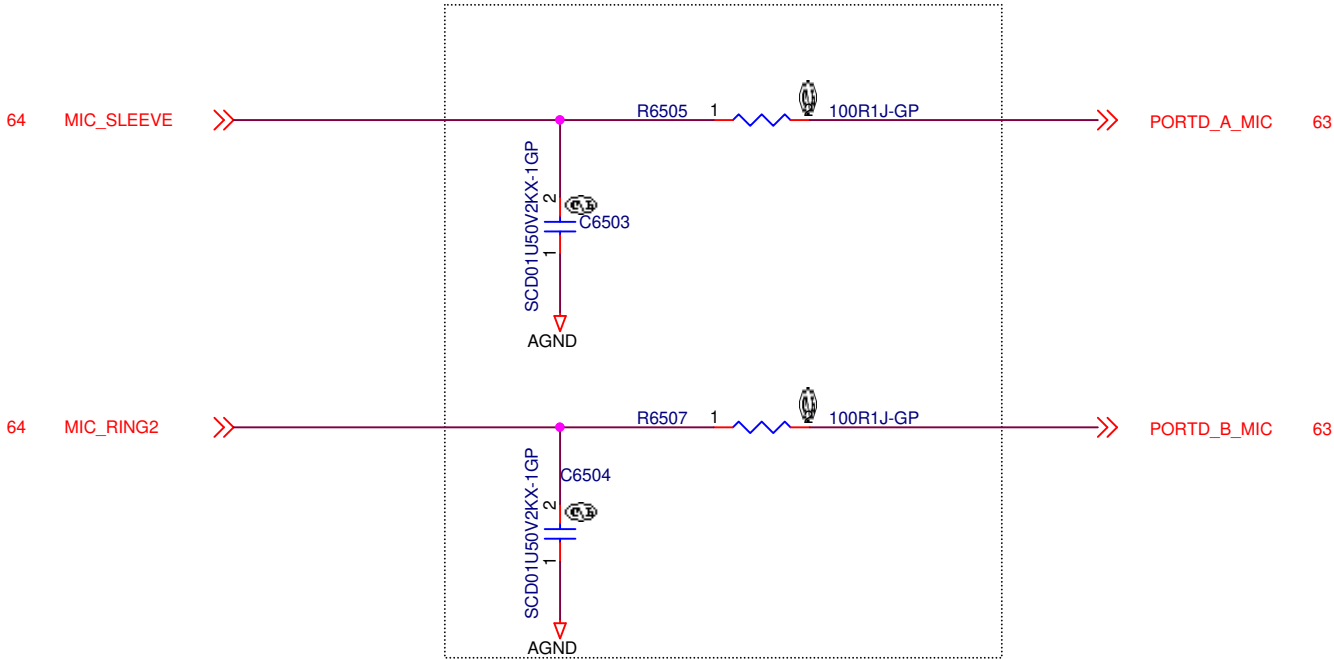 64 MIC_SLEEVE
R6505 1 100R1J-GP
PORTD_A_MIC 63
SCD01U50V2KX-1GP
2
C6503
1
AGND
64 MIC_RING2
R6507 1 100R1J-GP
PORTD_B_MIC 63
SCD01U50V2KX-1GP
C6504
2
1
AGND